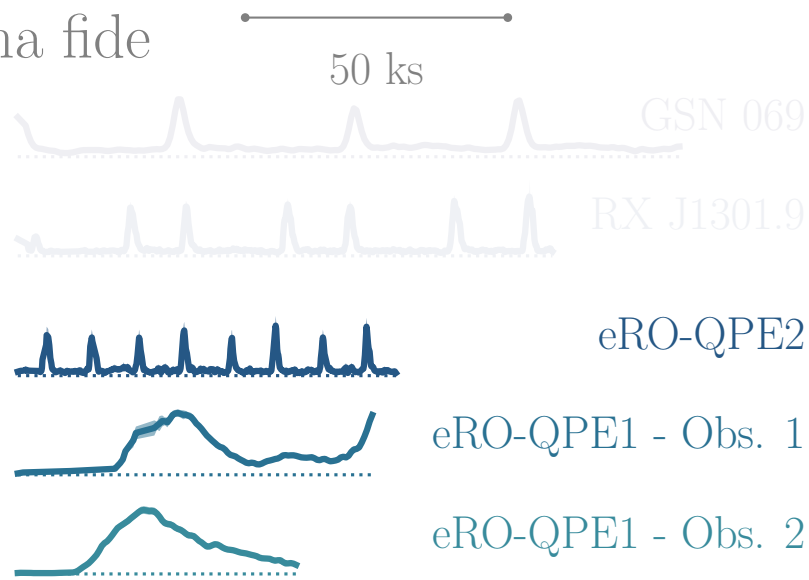 na fide
50 ks
GSN 069
RX J1301.9
eRO-QPE2
eRO-QPE1 - Obs. 1
eRO-QPE1 - Obs. 2